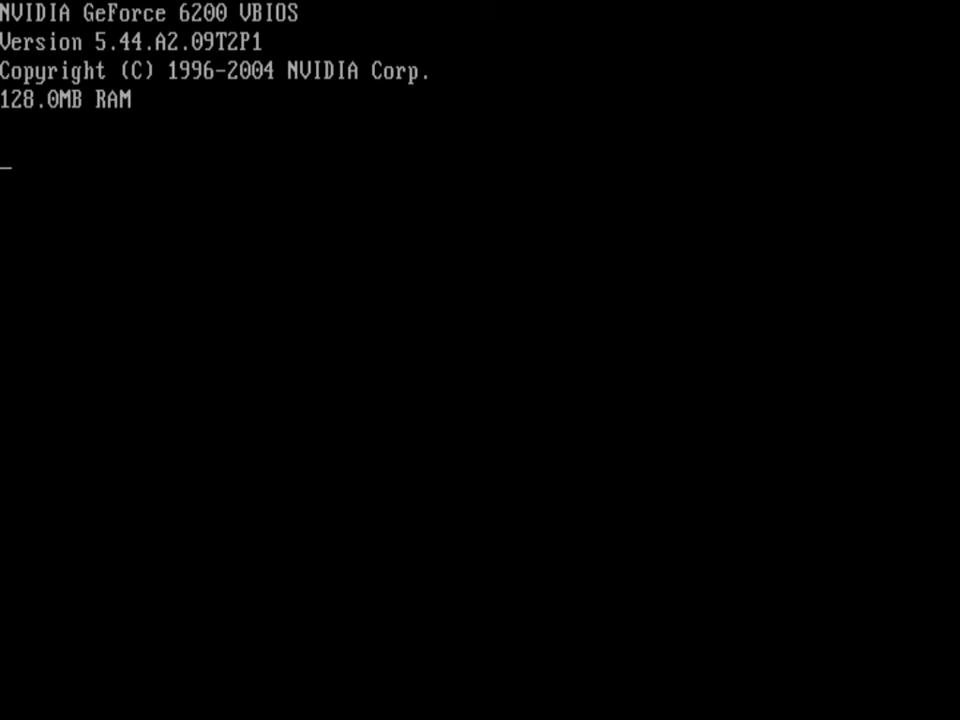 NVIDIA GeForce 6200 VBIOS
Version 5.44.A2.09T2P1
Copyright (C) 1996-2004 NVIDIA Corp.
128.0MB RAM